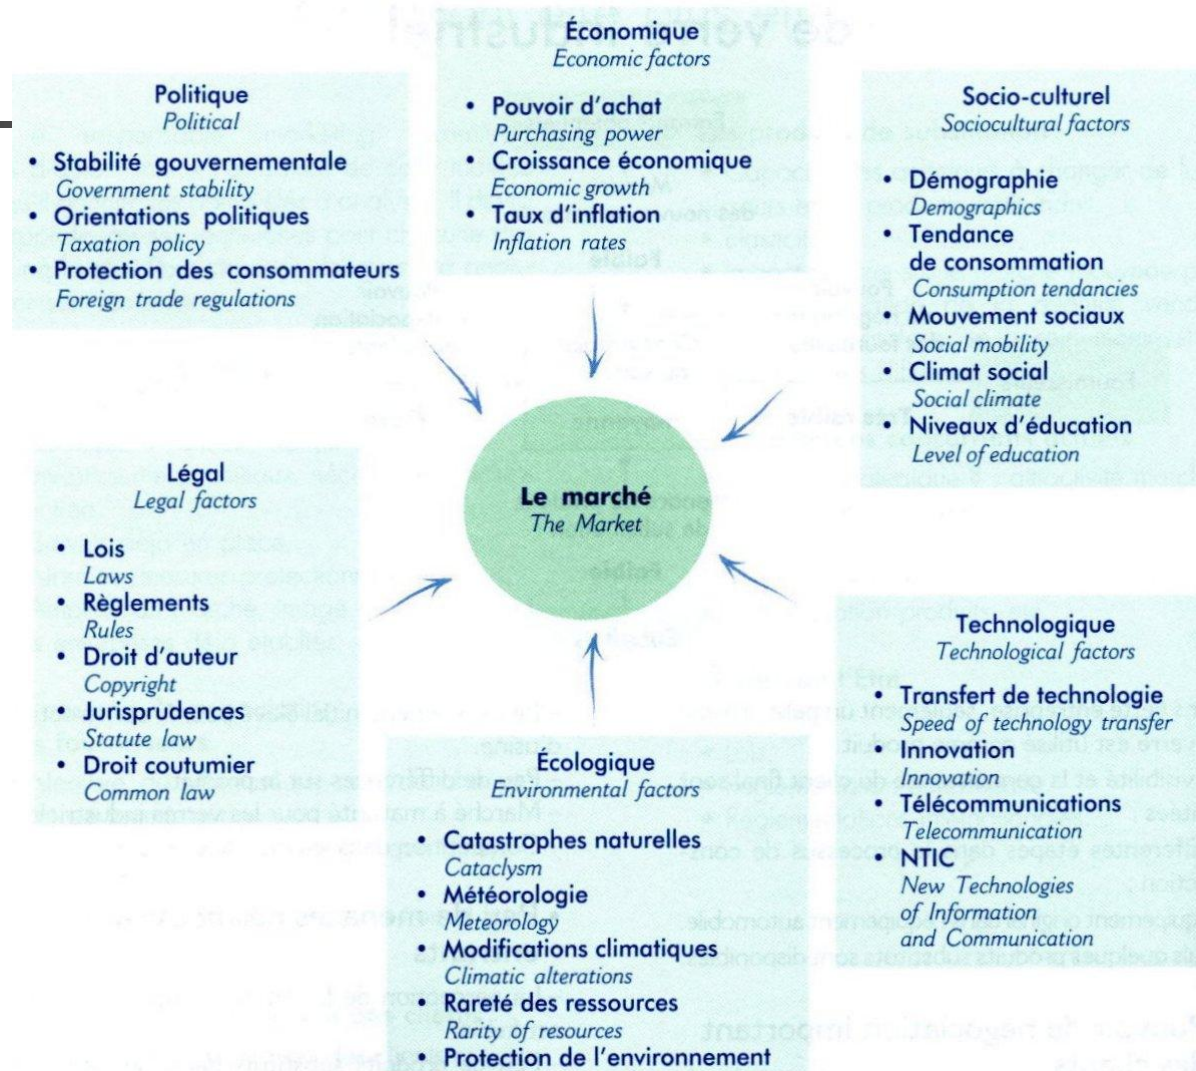 Économique
Economic factors
• Pouvoir d'achat
Purchasing power
• Croissance économique
Economic growth
• Taux d'inflation
Inflation rates
Politique
Political
• Stabilité gouvernementale
Government stability
• Orientations politiques
Taxation policy
• Protection des consommateurs
Foreign trade regulations
Socio-culturel
Sociocultural factors
• Démographie
Demographics
• Tendance
de consommation
Consumption tendancies
• Mouvement sociaux
Social mobility
• Climat social
Social climate
• Niveaux d'éducation
Level of education
Le marché
The Market
Légal
Legal factors
• Lois
Laws
• Règlements
Rules
• Droit d'auteur
Copyright
• Jurisprudences
Statute law
• Droit coutumier
Common law
Écologique
Environmental factors
• Catastrophes naturelles
Cataclysm
• Météorologie
Meteorology
• Modifications climatiques
Climatic alterations
• Rareté des ressources
Rarity of resources
• Protection de l'environnement
Technologique
Technological factors
• Transfert de technologie
Speed of technology transfer
• Innovation
Innovation
• Télécommunications
Telecommunication
• NTIC
New Technologies
of Information
and Communication